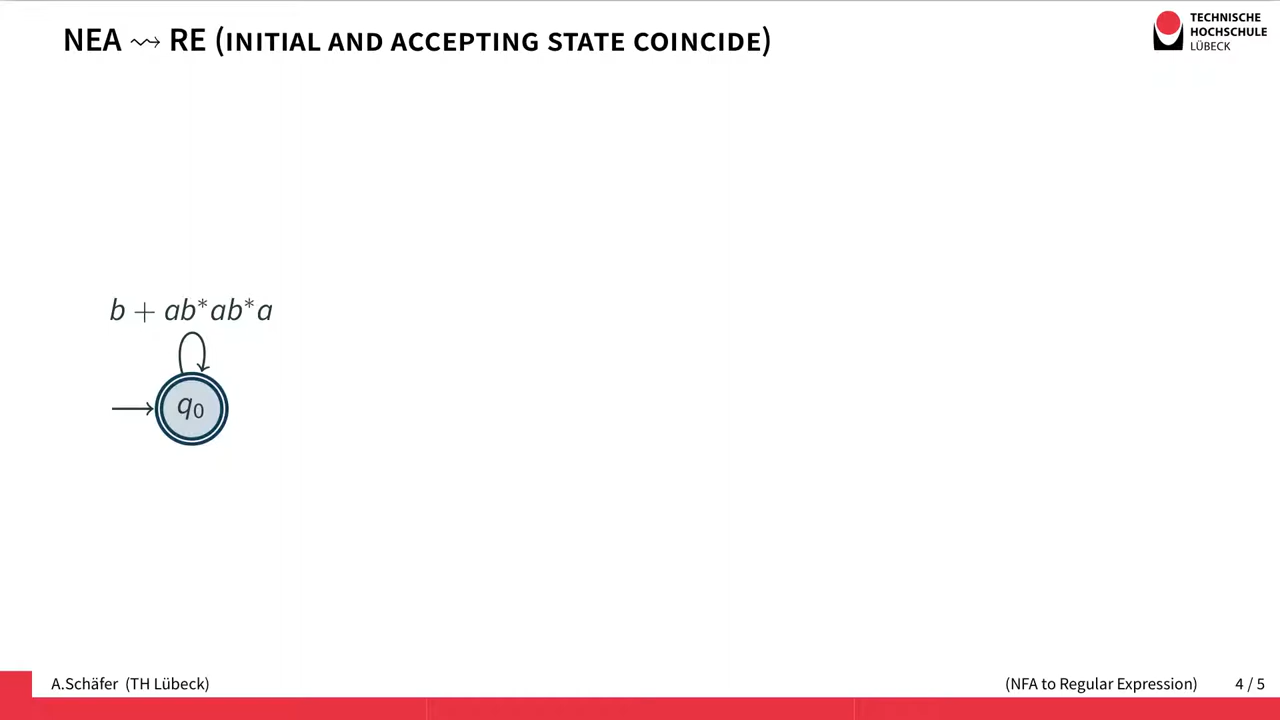 NEA ⇝ RE (INITIAL AND ACCEPTING STATE COINCIDE)
TECHNISCHE
HOCHSCHULE
LÜBECK
b + ab*ab*a
q₀
A.Schäfer (TH Lübeck)
(NFA to Regular Expression)
4 / 5